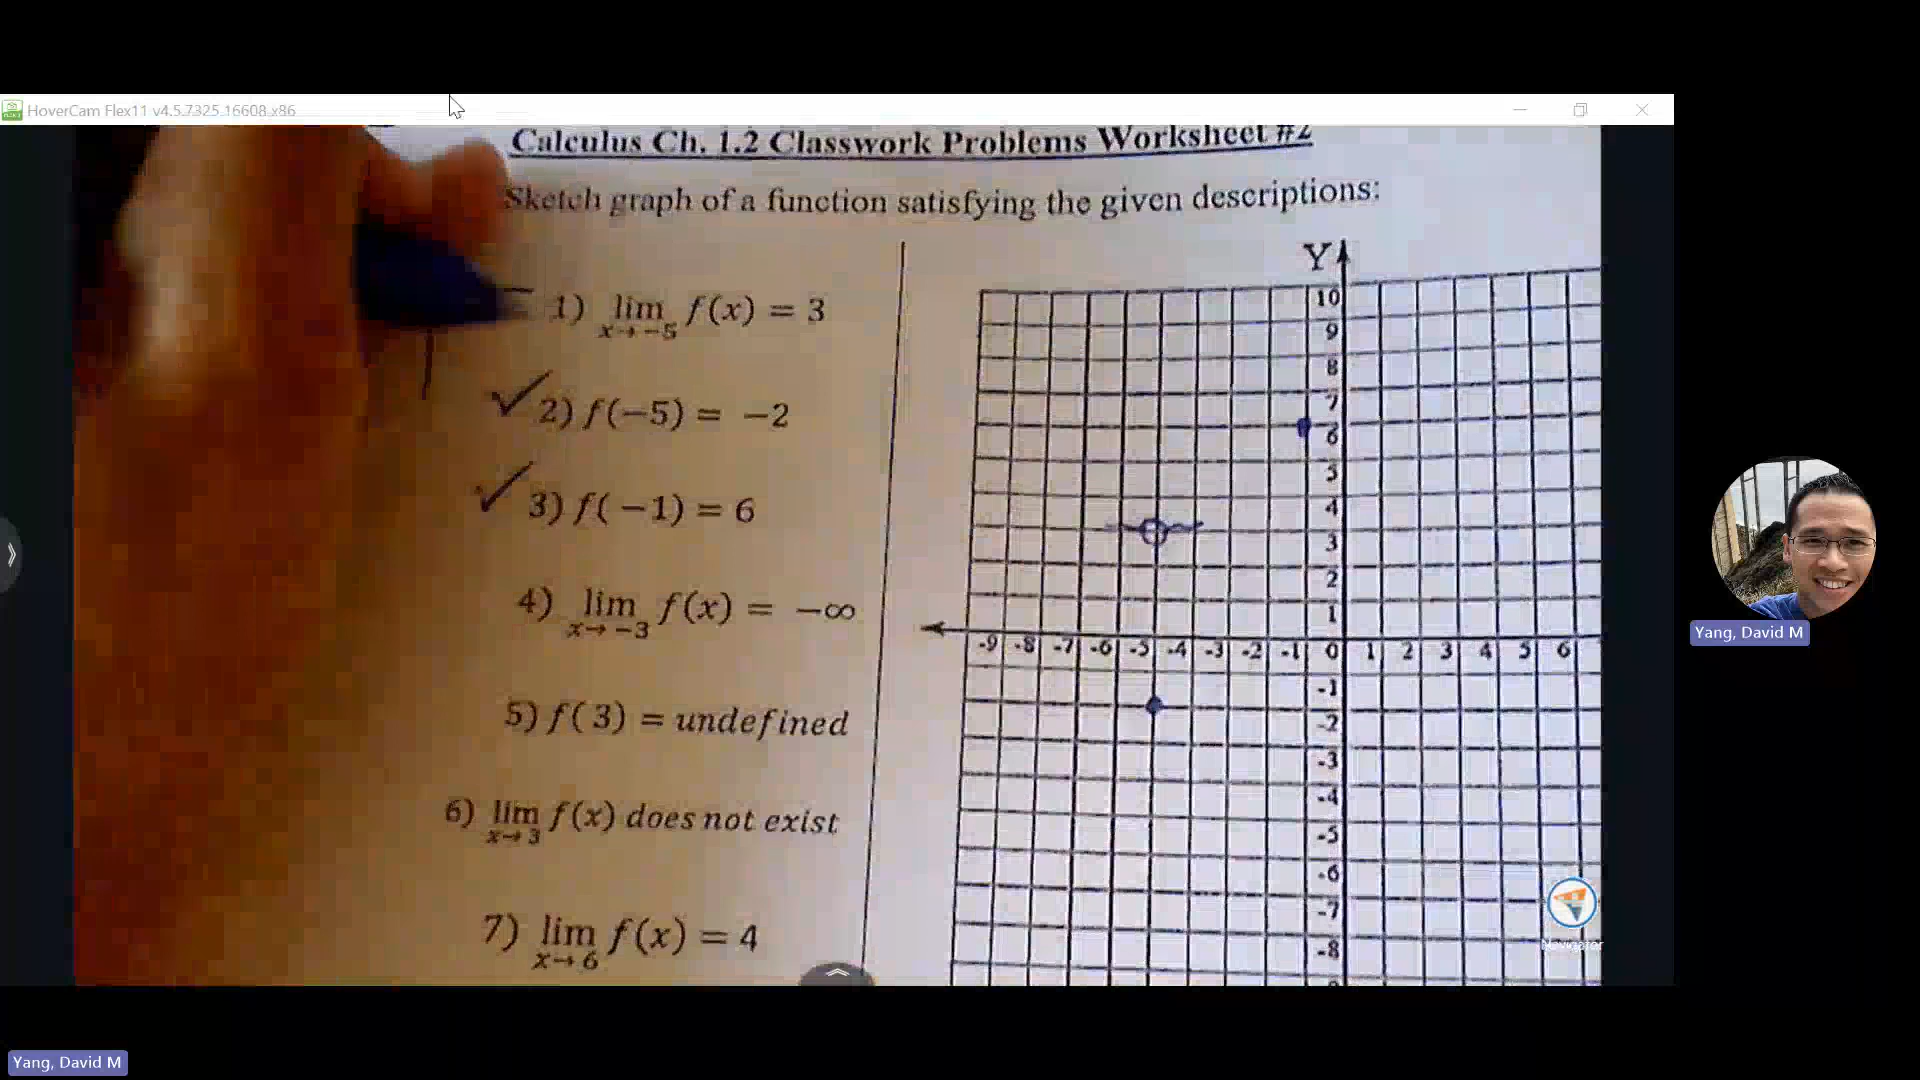 HoverCam Flex11 v4.5.7325.16608.x86
Calculus Ch. 1.2 Classwork Problems Worksheet #2
Sketch graph of a function satisfying the given descriptions:
1) lim x→-5 f(x) = 3
✓2) f(-5) = -2
✓3) f(-1) = 6
4) lim x→-3 f(x) = -∞
5) f(3) = undefined
6) lim x→3 f(x) does not exist
7) lim x→6 f(x) = 4
Y
10
9
8
7
6
5
4
3
2
1
-9 -8 -7 -6 -5 -4 -3 -2 -1 0 1 2 3 4 5 6
-1
-2
-3
-4
-5
-6
-7
-8
Navigator
Yang, David M
Yang, David M